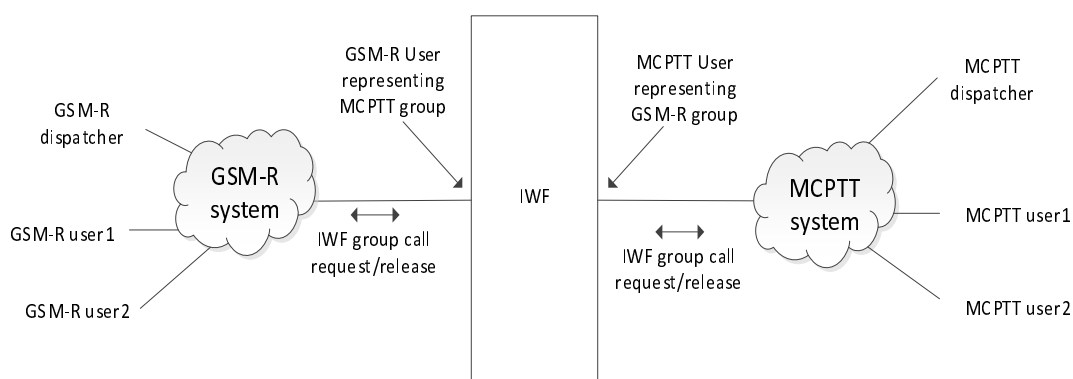 GSM-R User
representing
MCPTT group
MCPTT User
representing
GSM-R group
GSM-R
dispatcher
MCPTT
dispatcher
GSM-R
system
IWF
MCPTT
system
GSM-R user1
IWF group call
request/release
IWF group call
request/release
MCPTT user1
GSM-R user2
MCPTT user2